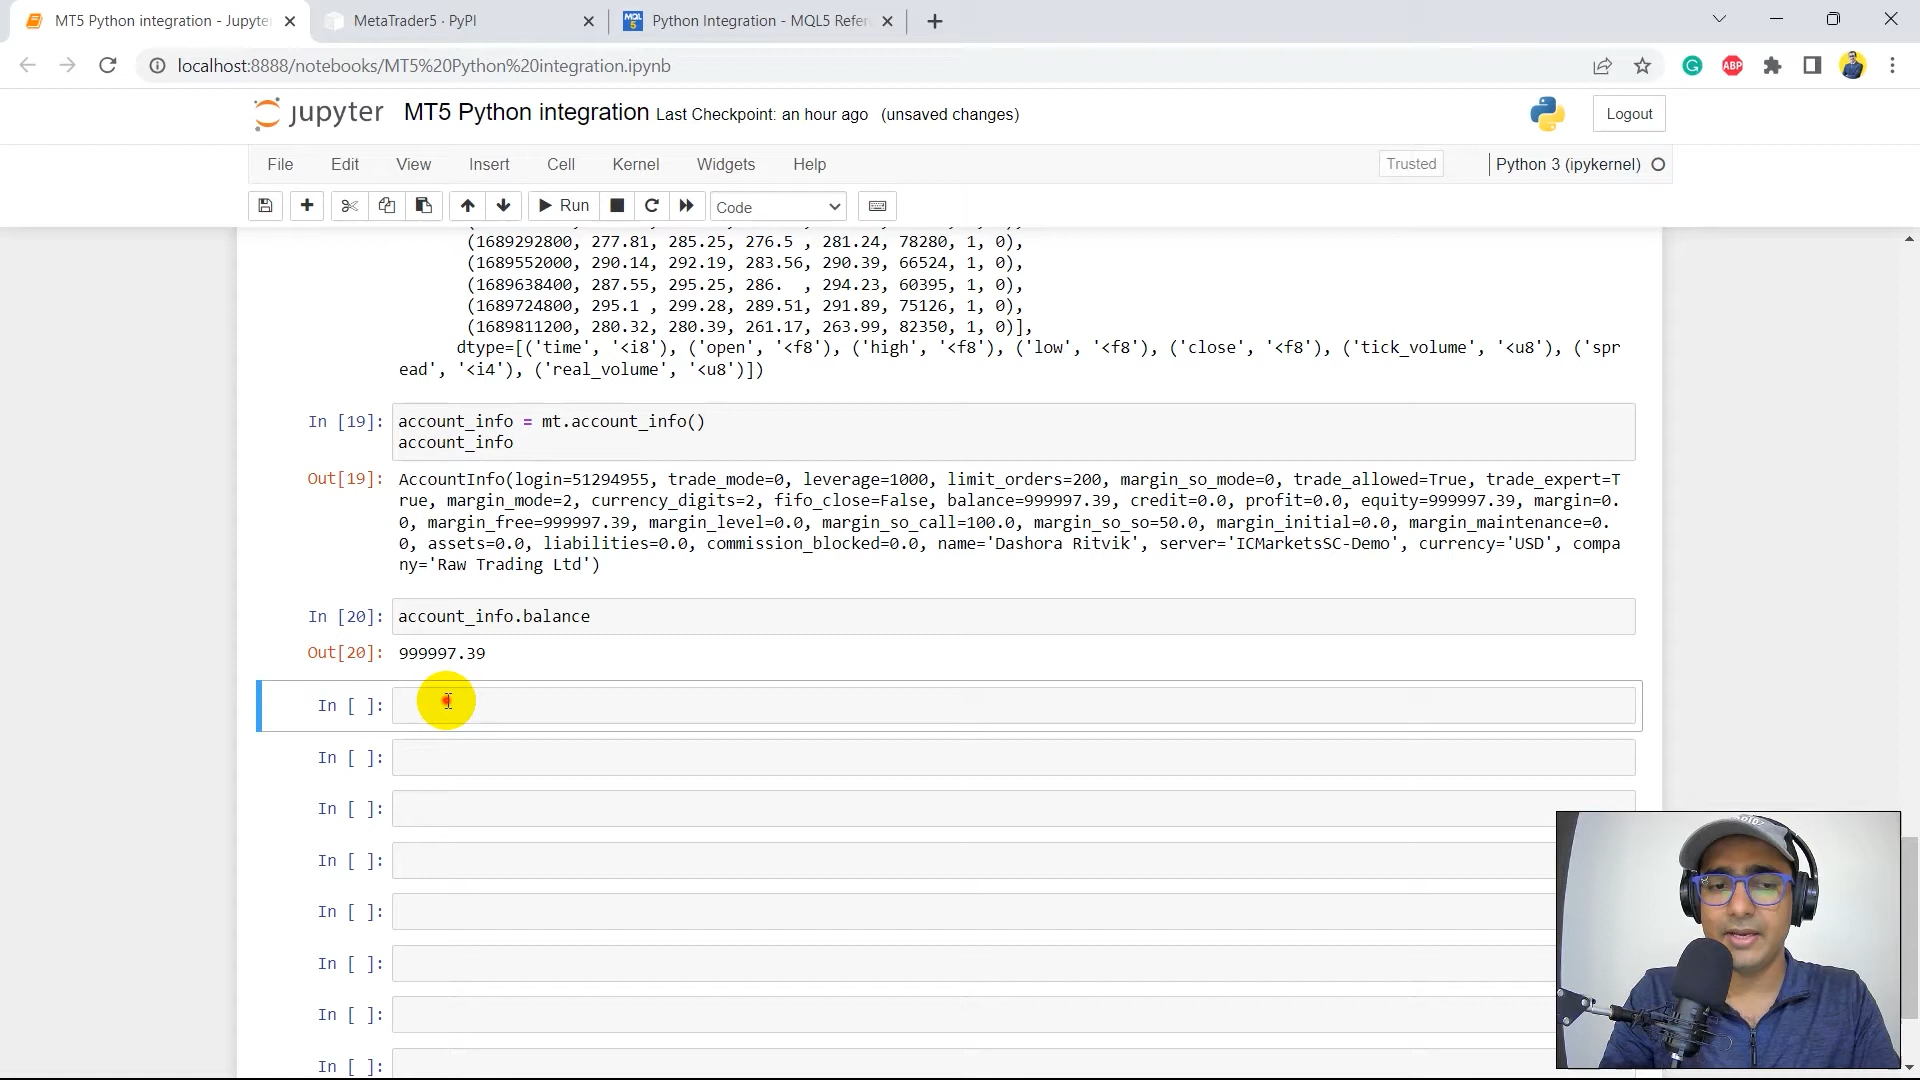 MT5 Python integration - Jupyte
MetaTrader5 · PyPI
Python Integration - MQL5 Refer
localhost:8888/notebooks/MT5%20Python%20integration.ipynb
jupyter MT5 Python integration Last Checkpoint: an hour ago (unsaved changes)
Logout
File Edit View Insert Cell Kernel Widgets Help
Trusted
Python 3 (ipykernel)
Run
Code
(1689292800, 277.81, 285.25, 276.5 , 281.24, 78280, 1, 0),
(1689552000, 290.14, 292.19, 283.56, 290.39, 66524, 1, 0),
(1689638400, 287.55, 295.25, 286. , 294.23, 60395, 1, 0),
(1689724800, 295.1 , 299.28, 289.51, 291.89, 75126, 1, 0),
(1689811200, 280.32, 280.39, 261.17, 263.99, 82350, 1, 0)],
dtype=[('time', '<i8'), ('open', '<f8'), ('high', '<f8'), ('low', '<f8'), ('close', '<f8'), ('tick_volume', '<u8'), ('spr
ead', '<i4'), ('real_volume', '<u8')])
In [19]: account_info = mt.account_info()
account_info
Out[19]: AccountInfo(login=51294955, trade_mode=0, leverage=1000, limit_orders=200, margin_so_mode=0, trade_allowed=True, trade_expert=T
rue, margin_mode=2, currency_digits=2, fifo_close=False, balance=999997.39, credit=0.0, profit=0.0, equity=999997.39, margin=0.
0, margin_free=999997.39, margin_level=0.0, margin_so_call=100.0, margin_so_so=50.0, margin_initial=0.0, margin_maintenance=0.
0, assets=0.0, liabilities=0.0, commission_blocked=0.0, name='Dashora Ritvik', server='ICMarketsSC-Demo', currency='USD', compa
ny='Raw Trading Ltd')
In [20]: account_info.balance
Out[20]: 999997.39
In [ ]:
In [ ]:
In [ ]:
In [ ]:
In [ ]:
In [ ]:
In [ ]:
In [ ]: